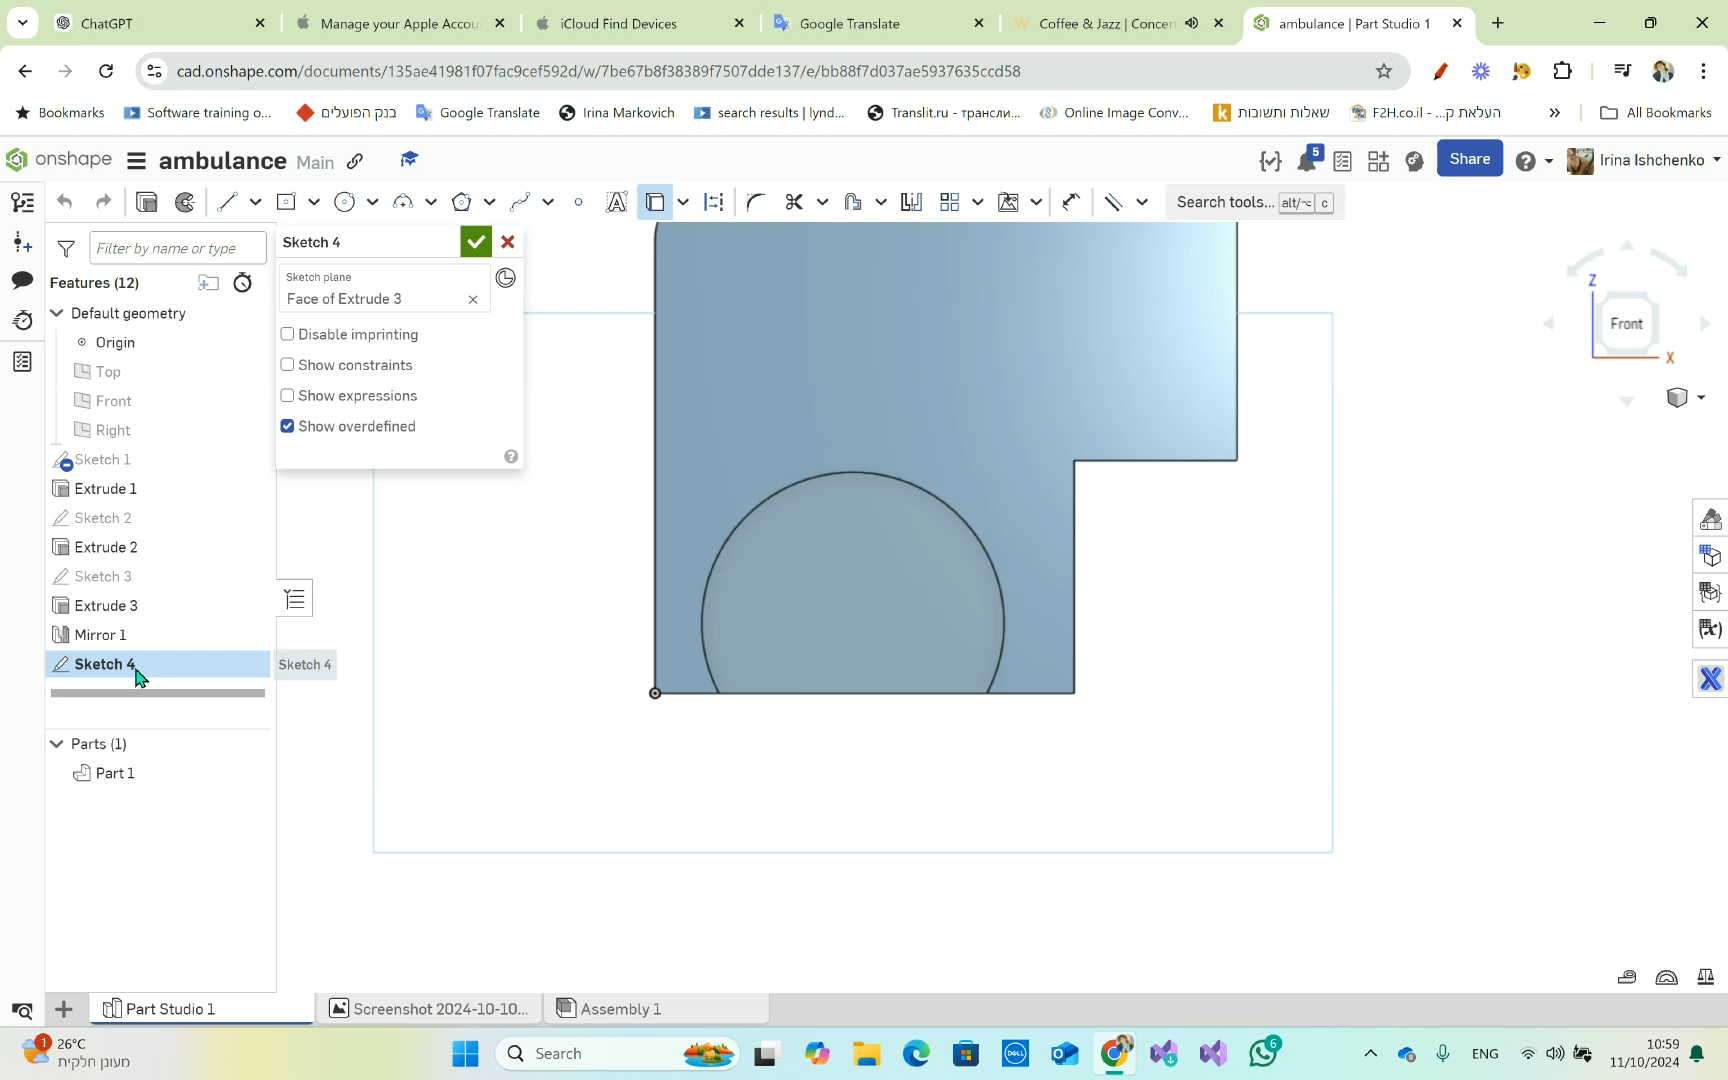 ChatGPT
Manage your Apple Accou
iCloud Find Devices
Google Translate
Coffee & Jazz | Concer
ambulance | Part Studio 1
cad.onshape.com/documents/135ae41981f07fac9cef592d/w/7be67b8f38389f7507dde137/e/bb88f7d037ae5937635ccd58
Bookmarks
Software training o...
בנק הפועלים
Google Translate
Irina Markovich
search results | lynd...
Translit.ru - трансли...
Online Image Conv...
שאלות ותשובות
F2H.co.il - ...העלאת ק
All Bookmarks
onshape
ambulance Main
5
Share
Irina Ishchenko
Search tools... alt/⌥ c
Filter by name or type
Features (12)
Default geometry
Origin
Top
Front
Right
Sketch 1
Extrude 1
Sketch 2
Extrude 2
Sketch 3
Extrude 3
Mirror 1
Sketch 4
Sketch 4
Parts (1)
Part 1
Sketch 4
Sketch plane
Face of Extrude 3
Disable imprinting
Show constraints
Show expressions
Show overdefined
Z
Front
X
Part Studio 1
Screenshot 2024-10-10...
Assembly 1
1
26°C
מעונן חלקית
Search
DELL
6
ENG
10:59
11/10/2024